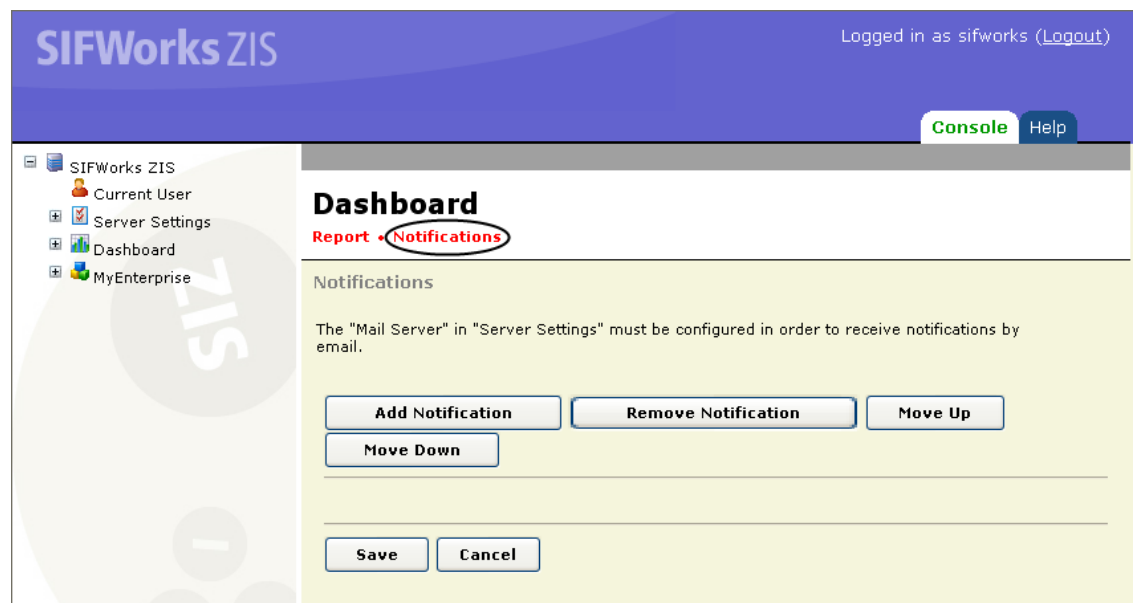 SIFWorks ZIS
Logged in as sifworks (Logout)
Console Help
SIFWorks ZIS
Current User
Server Settings
Dashboard
MyEnterprise
ZIS
Dashboard
Report • Notifications
Notifications
The "Mail Server" in "Server Settings" must be configured in order to receive notifications by
email.
Add Notification Remove Notification Move Up
Move Down
Save Cancel